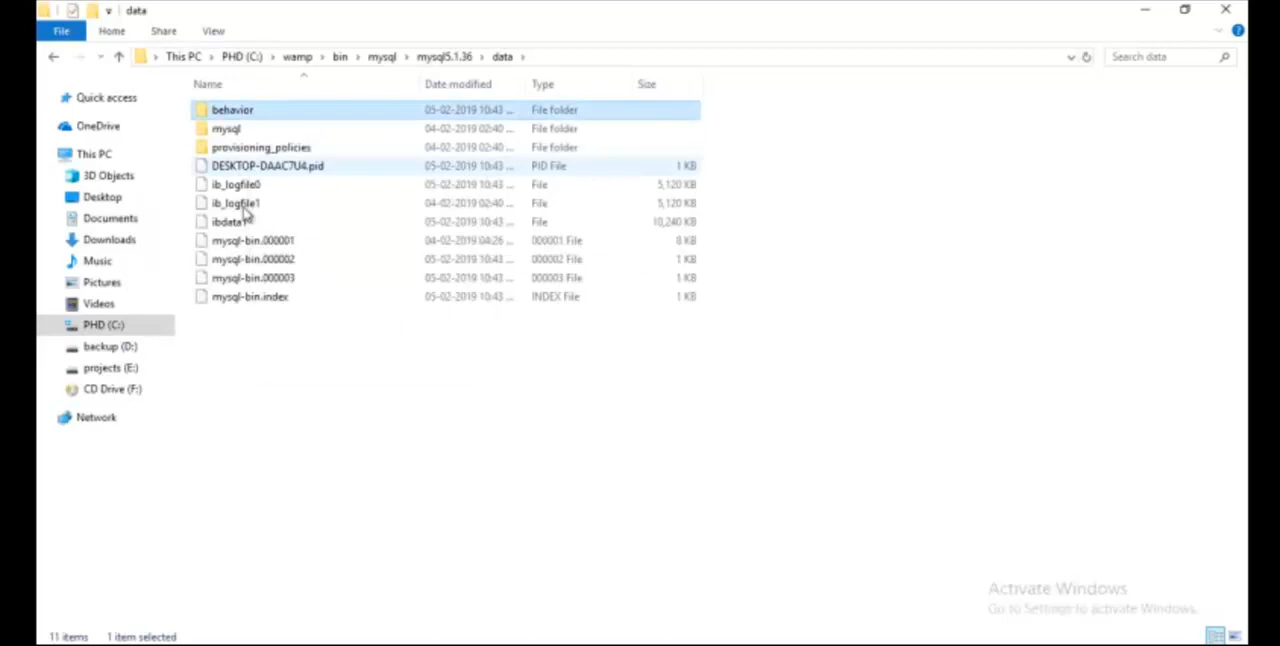 data
File Home Share View
This PC > PHD (C:) > wamp > bin > mysql > mysql5.1.36 > data >
Search data
Name Date modified Type Size
Quick access
OneDrive
This PC
3D Objects
Desktop
Documents
Downloads
Music
Pictures
Videos
PHD (C:)
backup (D:)
projects (E:)
CD Drive (F:)
Network
behavior 05-02-2019 10:43 ... File folder
mysql 04-02-2019 02:40 ... File folder
provisioning_policies 04-02-2019 02:40 ... File folder
DESKTOP-DAAC7U4.pid 05-02-2019 10:43 ... PID File 1 KB
ib_logfile0 05-02-2019 10:43 ... File 5,120 KB
ib_logfile1 04-02-2019 02:40 ... File 5,120 KB
ibdata1 05-02-2019 10:43 ... File 10,240 KB
mysql-bin.000001 04-02-2019 04:26 ... 000001 File 8 KB
mysql-bin.000002 05-02-2019 10:43 ... 000002 File 1 KB
mysql-bin.000003 05-02-2019 10:43 ... 000003 File 1 KB
mysql-bin.index 05-02-2019 10:43 ... INDEX File 1 KB
Activate Windows
Go to Settings to activate Windows.
11 items 1 item selected